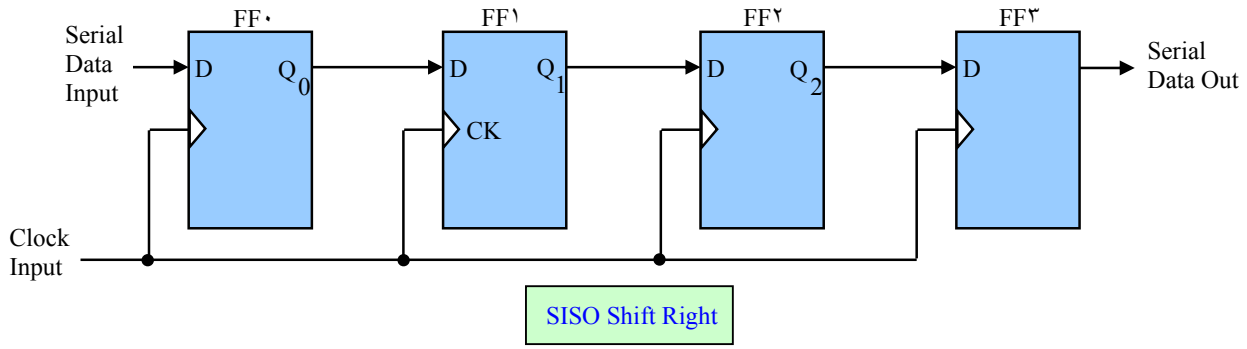 FF٠
FF١
FF٢
FF٣
Serial
Data
Input
D
Q0
D
Q1
CK
D
Q2
D
Serial
Data Out
Clock
Input
SISO Shift Right